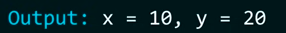 Output: x = 10, y = 20